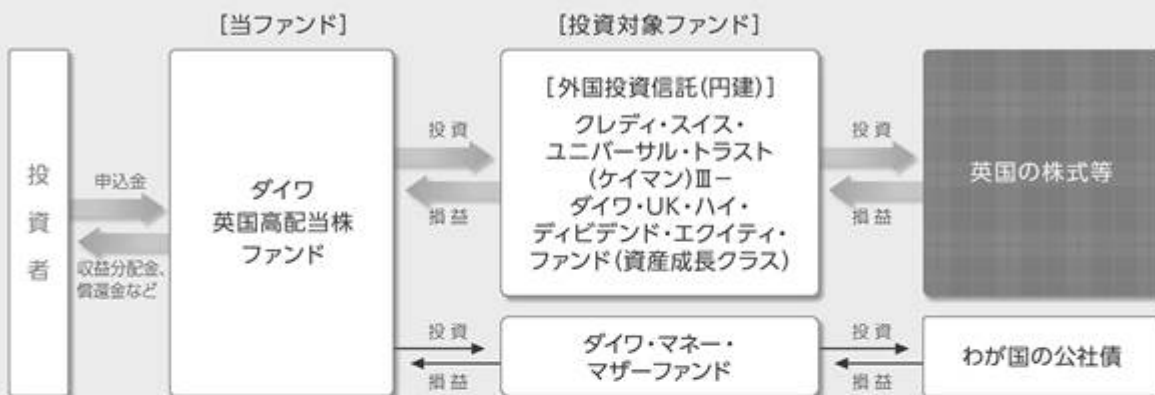 [当ファンド]
[投資対象ファンド]
投資者
申込金
収益分配金、
償還金など
ダイワ
英国高配当株
ファンド
投資
損益
[外国投資信託(円建)]
クレディ・スイス・
ユニバーサル・トラスト
(ケイマン)Ⅲ－
ダイワ・UK・ハイ・
ディビデンド・エクイティ・
ファンド(資産成長クラス)
投資
損益
英国の株式等
投資
損益
ダイワ・マネー・
マザーファンド
投資
損益
わが国の公社債